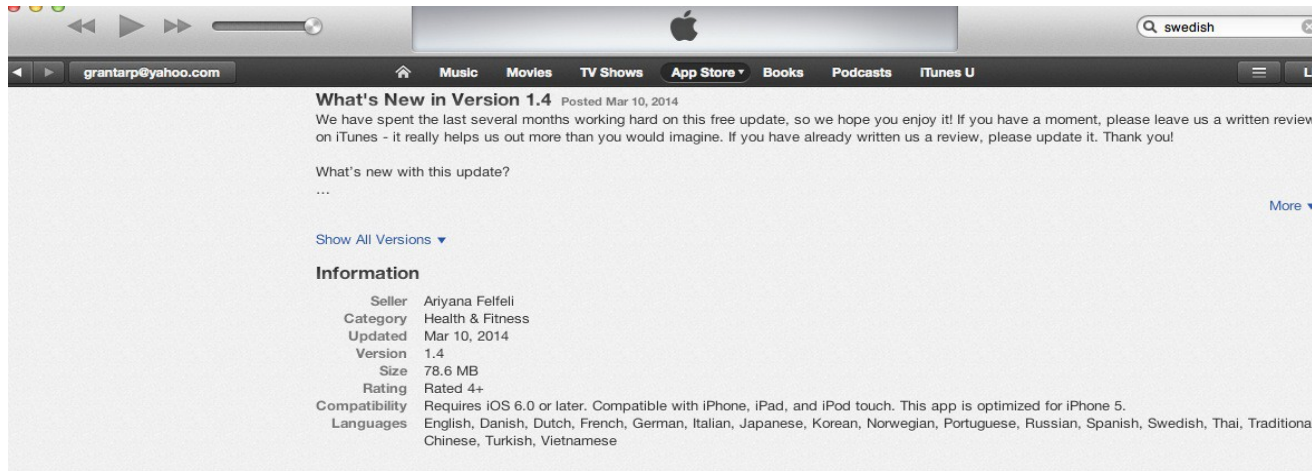 swedish
grantarp@yahoo.com Music Movies TV Shows App Store Books Podcasts iTunes U
What's New in Version 1.4 Posted Mar 10, 2014
We have spent the last several months working hard on this free update, so we hope you enjoy it! If you have a moment, please leave us a written review
on iTunes - it really helps us out more than you would imagine. If you have already written us a review, please update it. Thank you!
What's new with this update?
...
More
Show All Versions
Information
Seller Ariyana Felfeli
Category Health & Fitness
Updated Mar 10, 2014
Version 1.4
Size 78.6 MB
Rating Rated 4+
Compatibility Requires iOS 6.0 or later. Compatible with iPhone, iPad, and iPod touch. This app is optimized for iPhone 5.
Languages English, Danish, Dutch, French, German, Italian, Japanese, Korean, Norwegian, Portuguese, Russian, Spanish, Swedish, Thai, Traditiona
Chinese, Turkish, Vietnamese